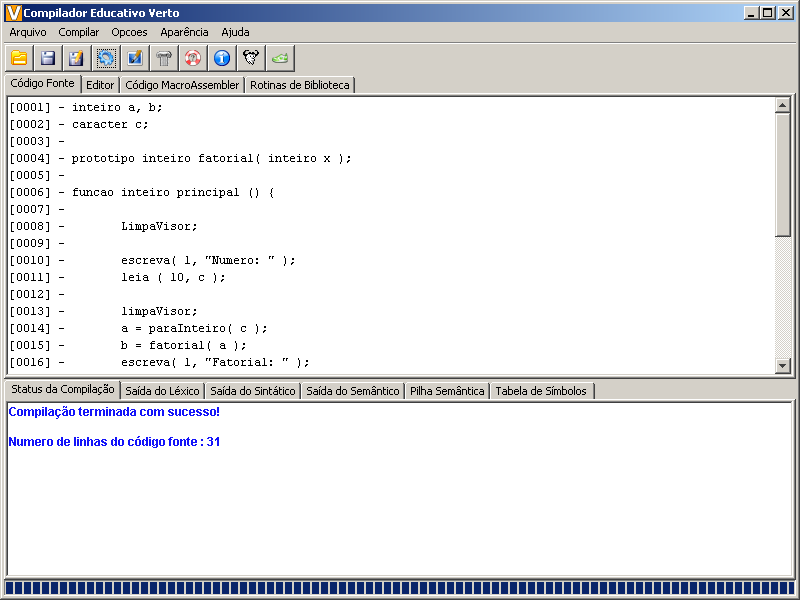 Compilador Educativo Verto
Arquivo Compilar Opcoes Aparência Ajuda
Código Fonte Editor Código MacroAssembler Rotinas de Biblioteca
[0001] - inteiro a, b;
[0002] - caracter c;
[0003] -
[0004] - prototipo inteiro fatorial( inteiro x );
[0005] -
[0006] - funcao inteiro principal () {
[0007] -
[0008] - LimpaVisor;
[0009] -
[0010] - escreva( 1, "Numero: " );
[0011] - leia ( 10, c );
[0012] -
[0013] - limpaVisor;
[0014] - a = paraInteiro( c );
[0015] - b = fatorial( a );
[0016] - escreva( 1, "Fatorial: " );
Status da Compilação Saída do Léxico Saída do Sintático Saída do Semântico Pilha Semântica Tabela de Símbolos
Compilação terminada com sucesso!
Numero de linhas do código fonte : 31